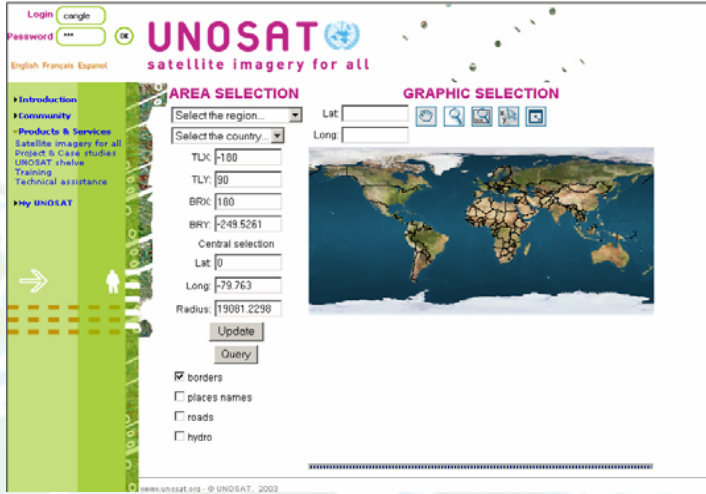 Login cangle
Password *** OK
English Français Espanol
UNOSAT
satellite imagery for all
Introduction
Community
Products & Services
Satellite imagery for all
Project & Case studies
UNOSAT shelve
Training
Technical assistance
My UNOSAT
AREA SELECTION
Select the region...
Select the country...
TLX: -180
TLY: 90
BRX: 180
BRY: -249.5261
Central selection
Lat: 0
Long: -79.763
Radius: 19081.2298
Update
Query
borders
places names
roads
hydro
GRAPHIC SELECTION
Lat:
Long:
www.unosat.org - © UNOSAT, 2003